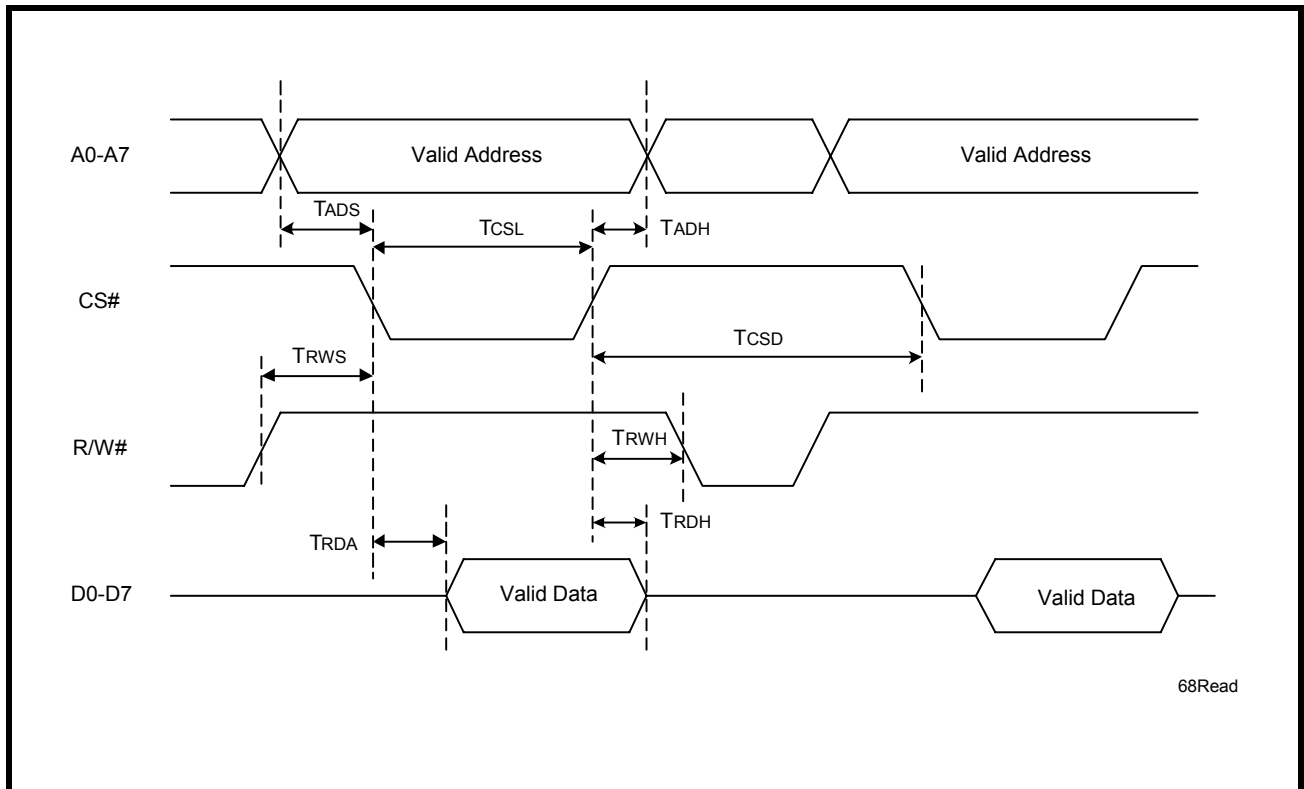 A0-A7
Valid Address
Valid Address
TADS
TCSL
TADH
CS#
TCSD
TRWS
R/W#
TRWH
TRDH
TRDA
D0-D7
Valid Data
Valid Data
68Read